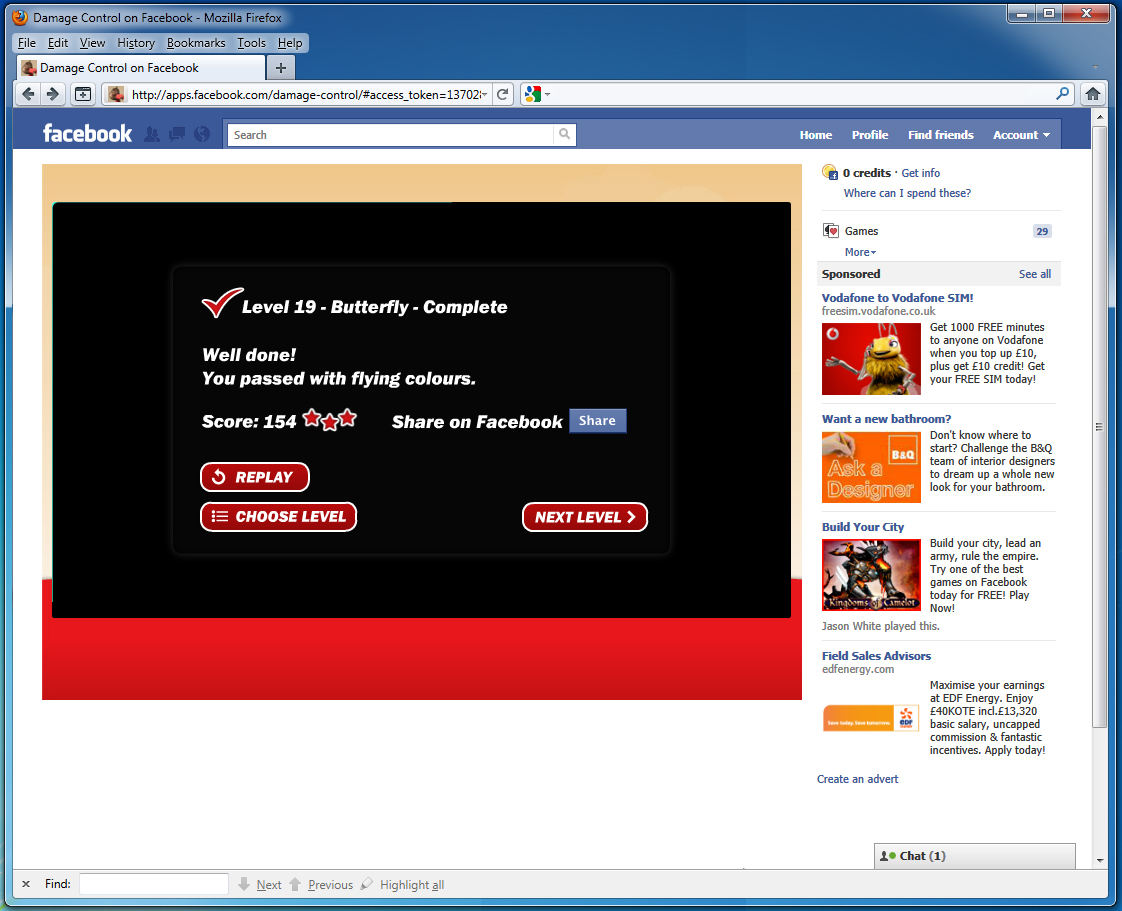 Damage Control on Facebook - Mozilla Firefox
File Edit View History Bookmarks Tools Help
Damage Control on Facebook
http://apps.facebook.com/damage-control/#access_token=13702
facebook
Search
Home Profile Find friends Account
Level 19 - Butterfly - Complete
Well done!
You passed with flying colours.
Score: 154
Share on Facebook
Share
REPLAY
CHOOSE LEVEL
NEXT LEVEL
0 credits · Get info
Where can I spend these?
Games 29
More
Sponsored See all
Vodafone to Vodafone SIM!
freesim.vodafone.co.uk
Get 1000 FREE minutes
to anyone on Vodafone
when you top up £10,
plus get £10 credit! Get
your FREE SIM today!
Want a new bathroom?
B&Q
Ask a
Designer
Don't know where to
start? Challenge the B&Q
team of interior designers
to dream up a whole new
look for your bathroom.
Build Your City
Kingdoms of Camelot
Build your city, lead an
army, rule the empire.
Try one of the best
games on Facebook
today for FREE! Play
Now!
Jason White played this.
Field Sales Advisors
edfenergy.com
Save today. Save tomorrow.
EDF
Maximise your earnings
at EDF Energy. Enjoy
£40KOTE incl.£13,320
basic salary, uncapped
commission & fantastic
incentives. Apply today!
Create an advert
Chat (1)
Find: Next Previous Highlight all